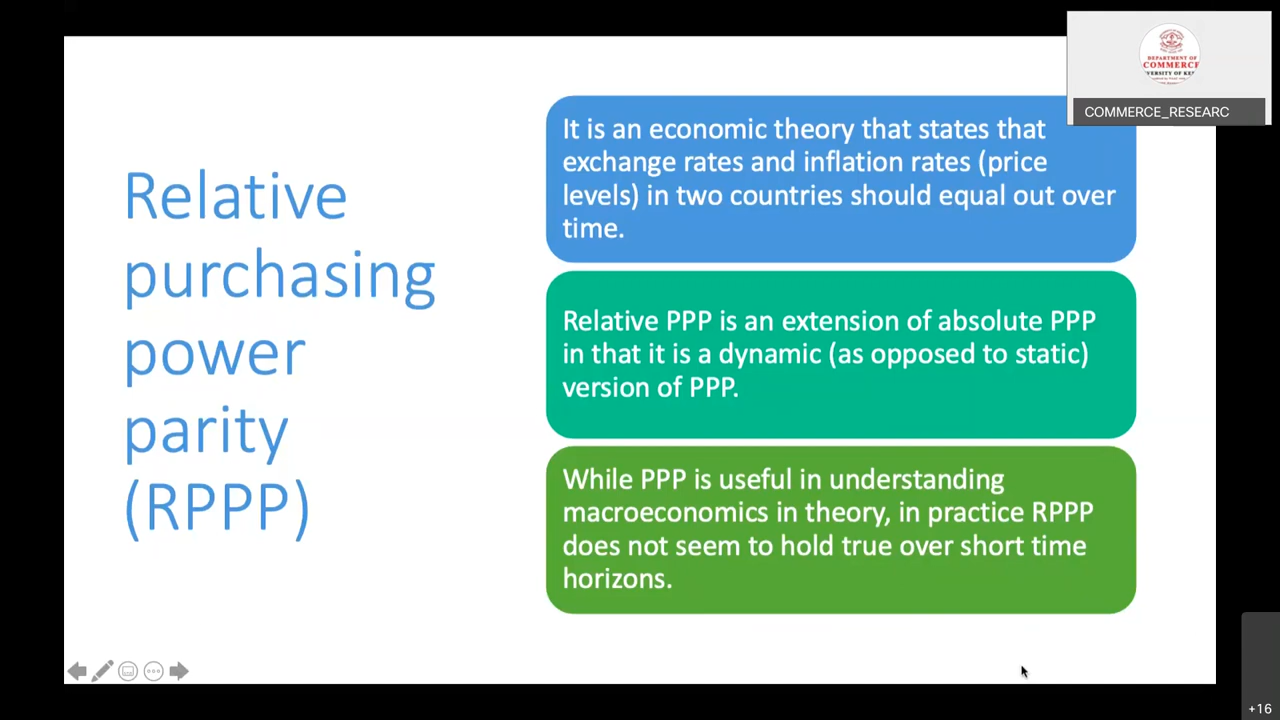 Relative
purchasing
power
parity
(RPPP)
It is an economic theory that states that
exchange rates and inflation rates (price
levels) in two countries should equal out over
time.
Relative PPP is an extension of absolute PPP
in that it is a dynamic (as opposed to static)
version of PPP.
While PPP is useful in understanding
macroeconomics in theory, in practice RPPP
does not seem to hold true over short time
horizons.
DEPARTMENT OF
COMMERCE
COMMERCE_RESEARC
+16